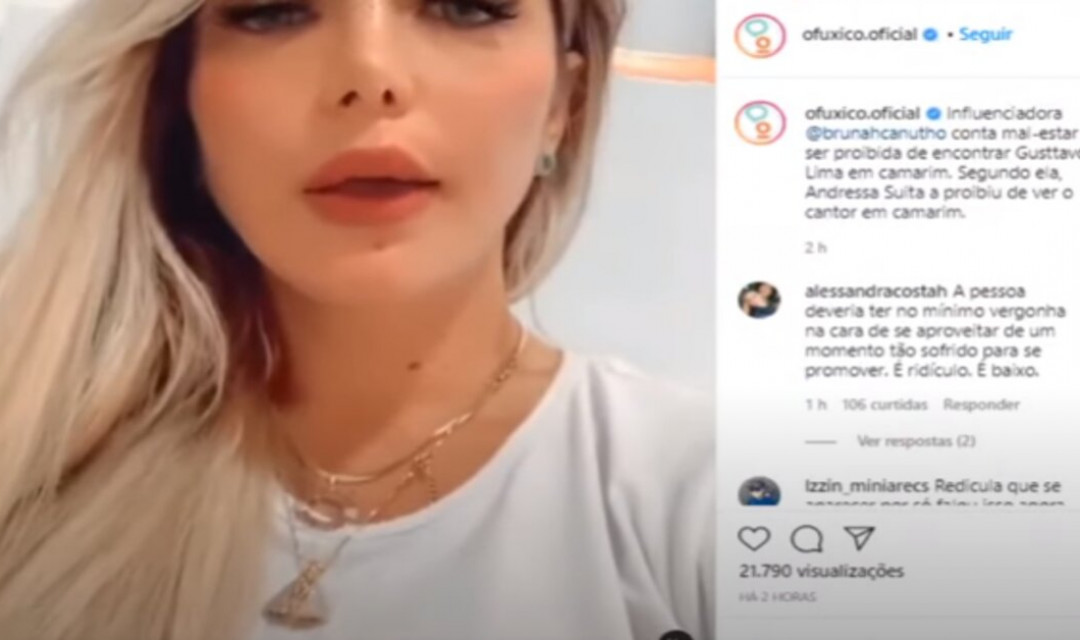 ofuxico.oficial • Seguir
ofuxico.oficial Influenciadora
@brunahcanutho conta mal-estar
ser proibida de encontrar Gusttavo
Lima em camarim. Segundo ela,
Andressa Suita a proibiu de ver o
cantor em camarim.
2 h
alessandracostah A pessoa
deveria ter no mínimo vergonha
na cara de se aproveitar de um
momento tão sofrido para se
promover. É ridículo. É baixo.
1 h 106 curtidas Responder
Ver respostas (2)
lzzin_miniarecs Redicula que se
21.790 visualizações
HÁ 2 HORAS